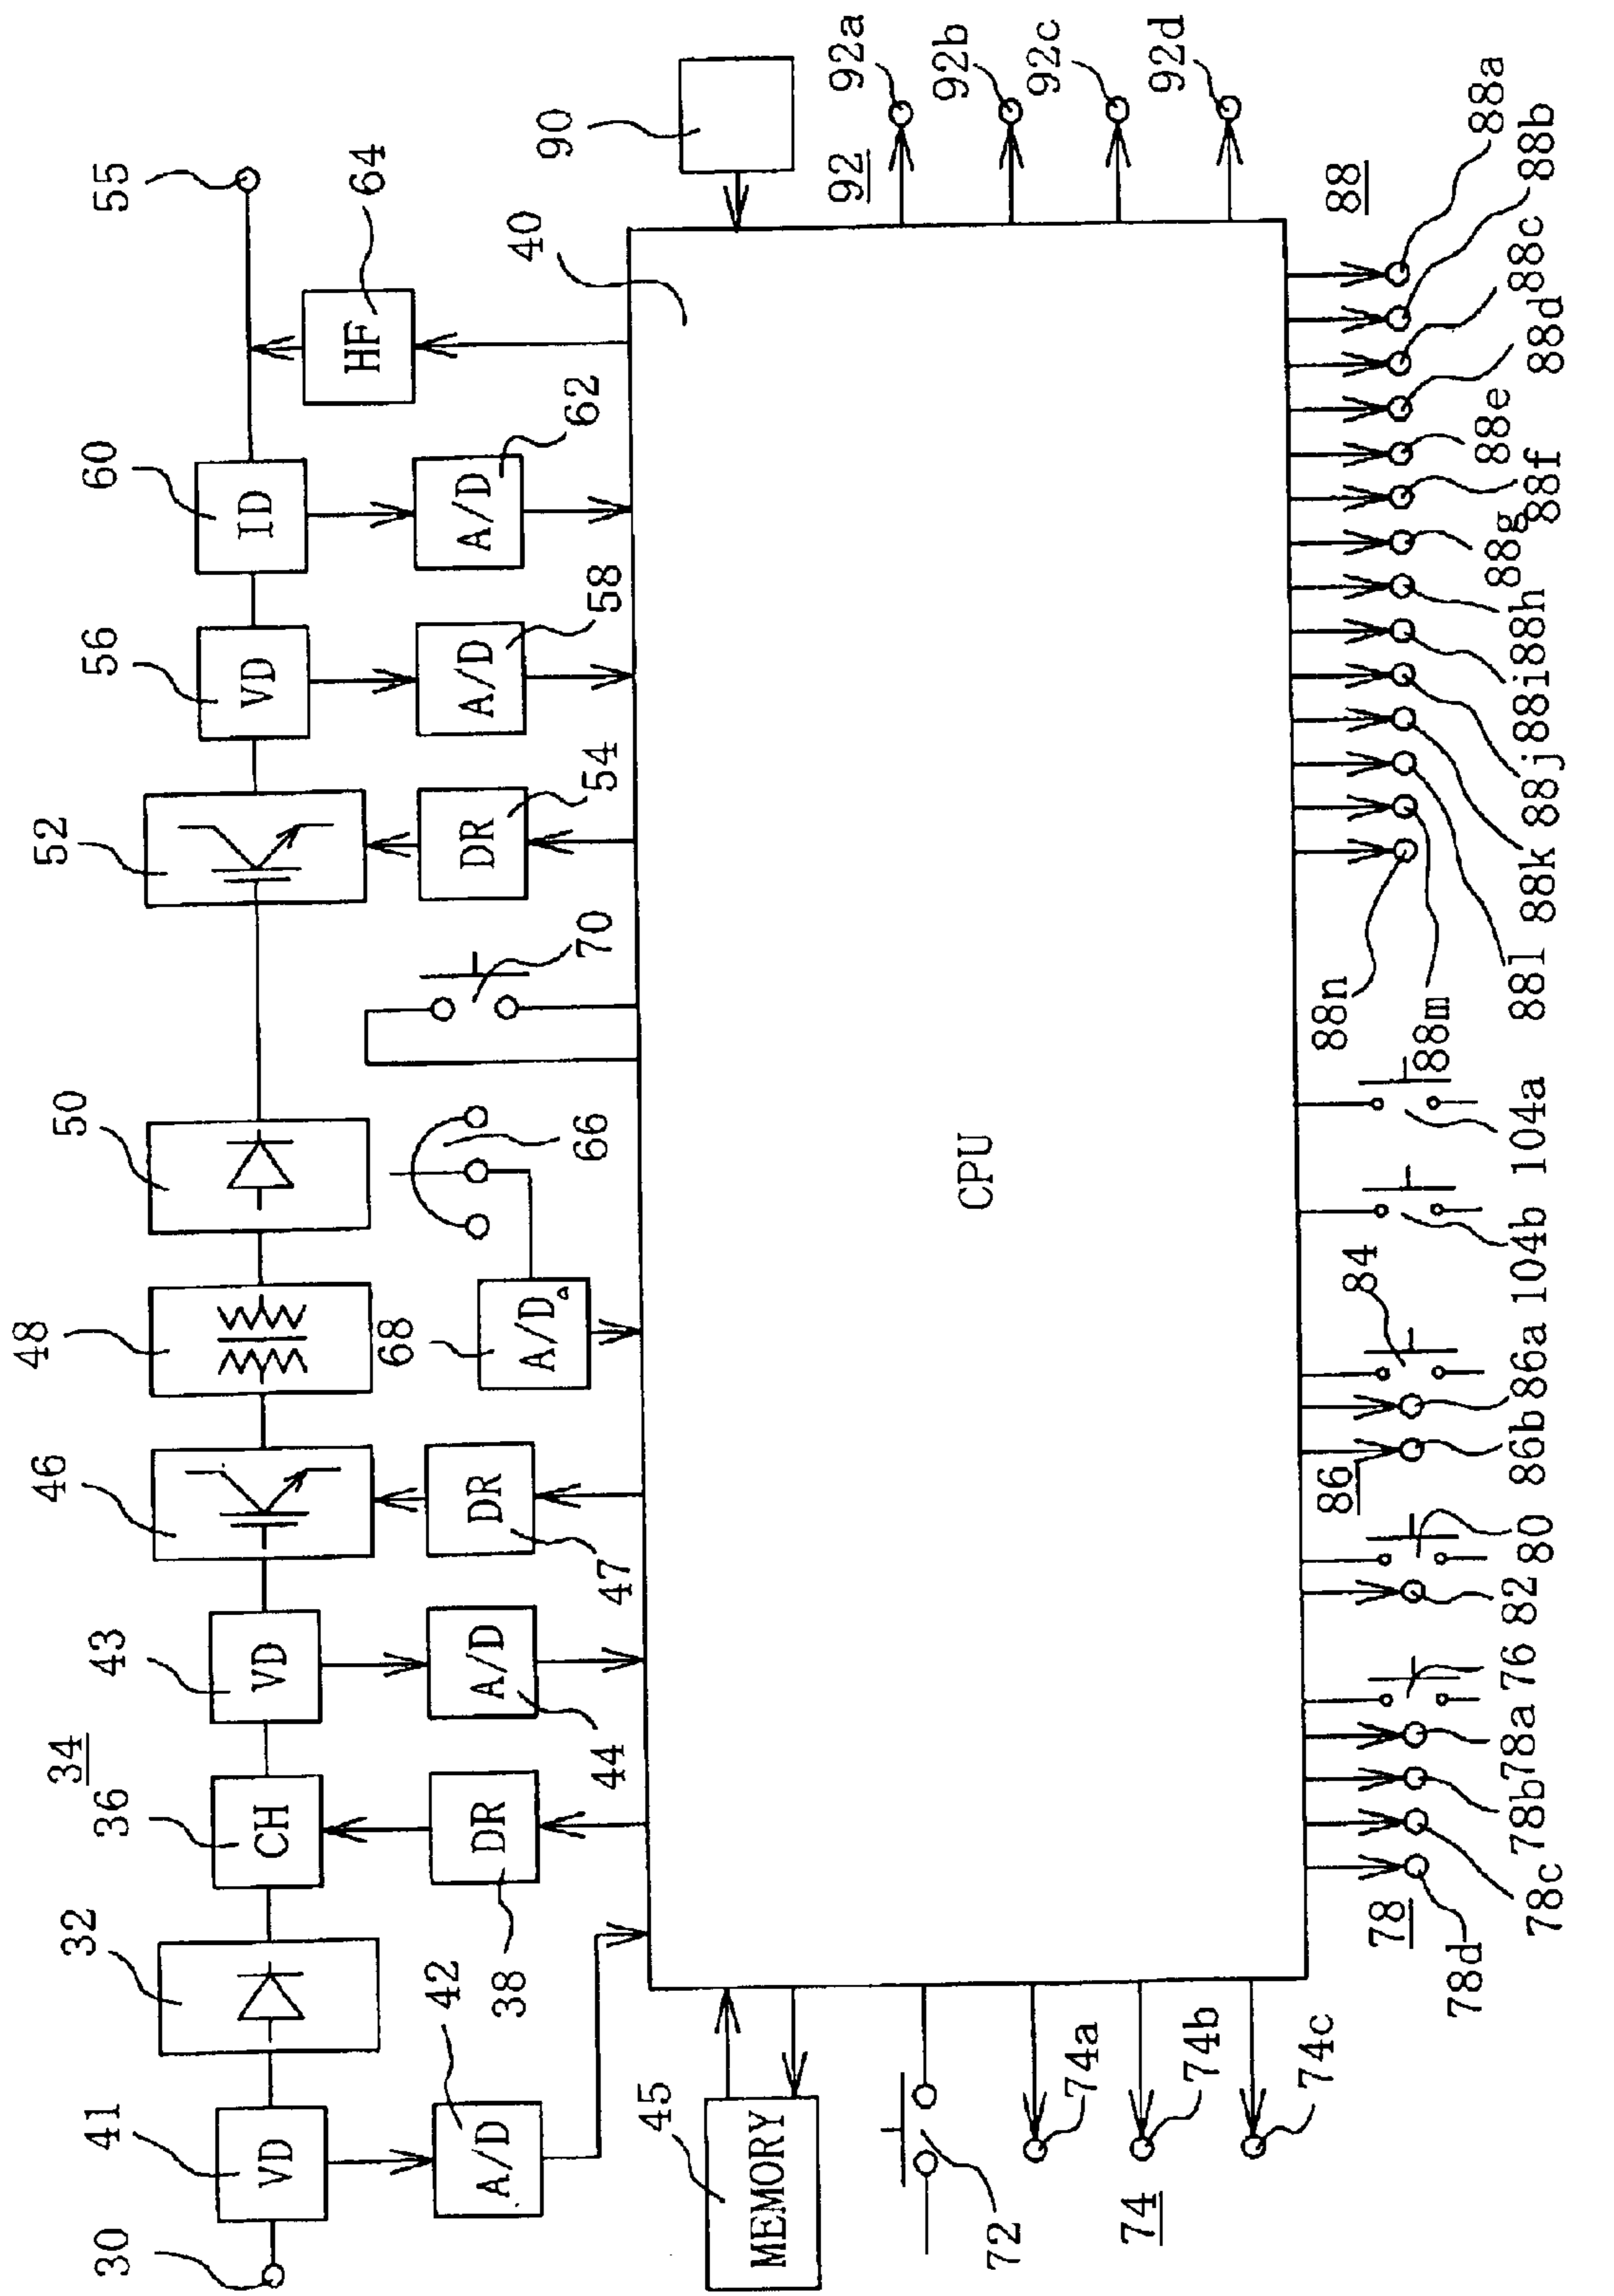 30
41
VD
32
34
36
CH
43
VD
46
48
50
52
56
VD
60
ID
55
42
A/D
38
DR
44
A/D
47
DR
68
A/D
66
70
54
DR
58
A/D
62
A/D
64
HF
40
90
45
MEMORY
CPU
72
74
74a
74b
74c
92
92a
92b
92c
92d
78
78d
78c
78b
78a
76
82
80
86
86b
86a
84
104b
104a
88
88n
88m
88l
88k
88j
88i
88h
88g
88f
88e
88d
88c
88b
88a